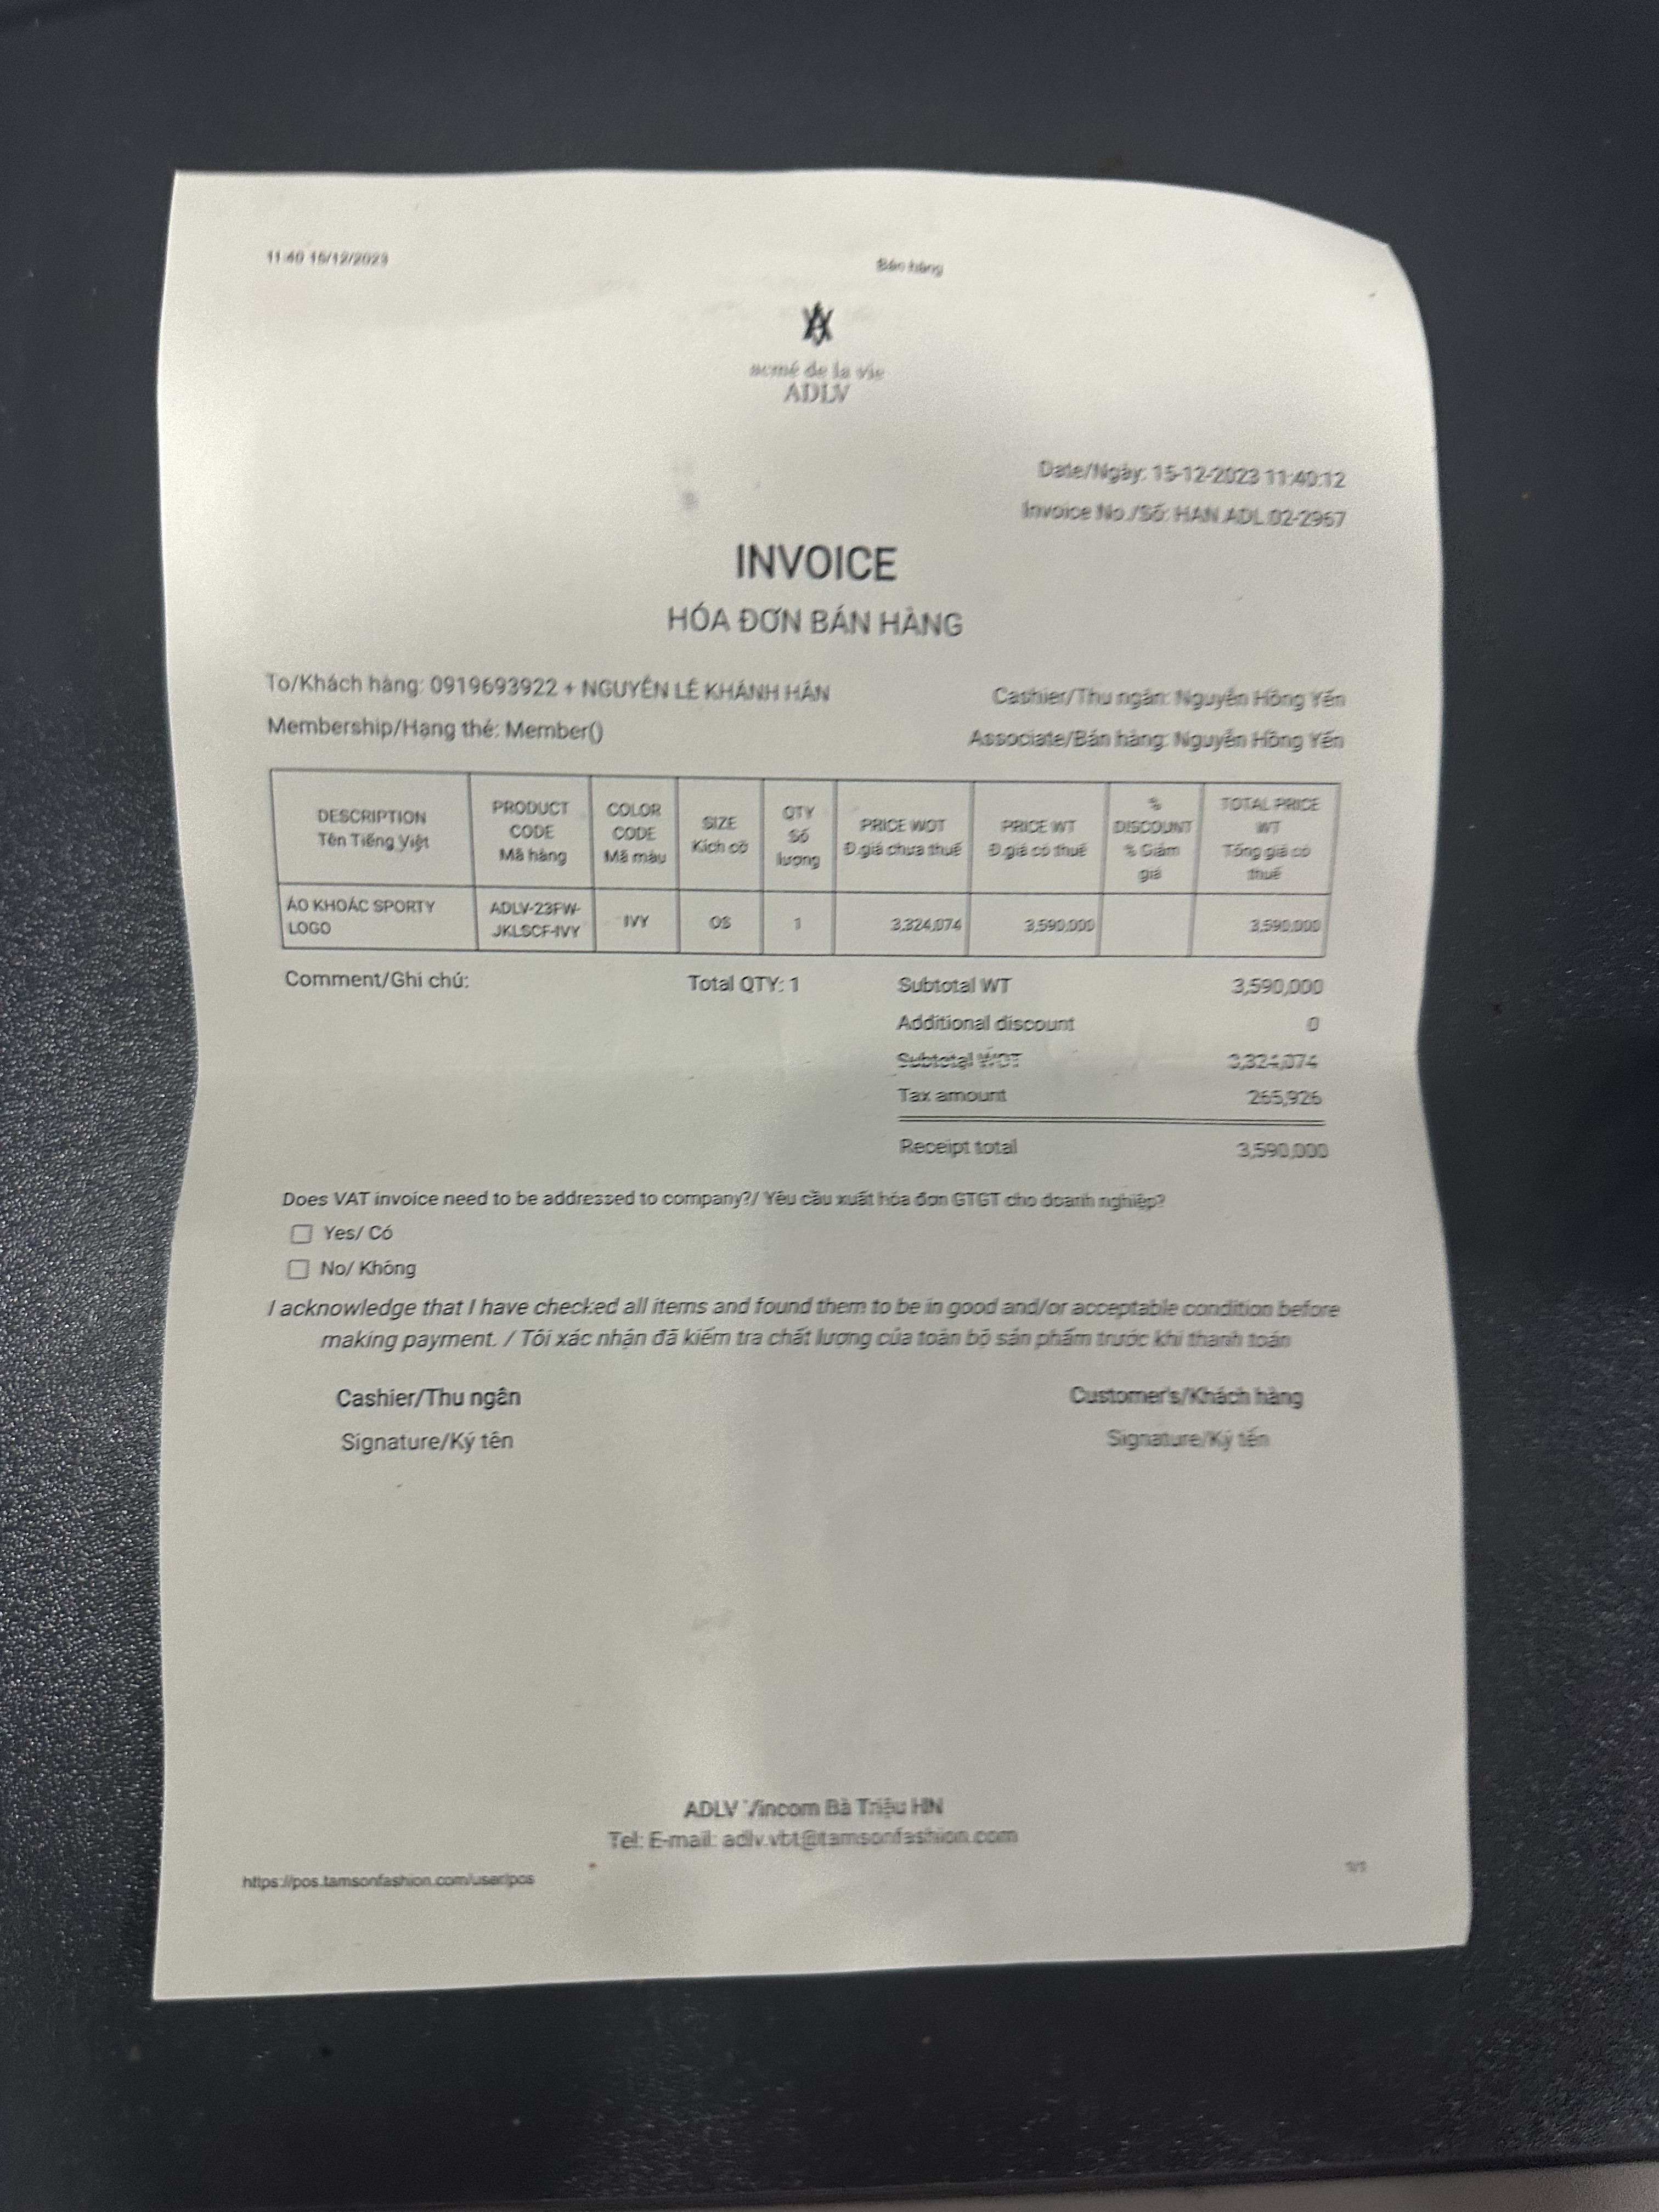 11:40 15/12/2023
Bán hàng
acmé de la vie
ADLV
Date/Ngày: 15-12-2023 11:40:12
Invoice No./Số: HAN.ADL.02-2967
INVOICE
HÓA ĐƠN BÁN HÀNG
To/Khách hàng: 0919693922 + NGUYỄN LÊ KHÁNH HÂN
Cashier/Thu ngân: Nguyễn Hồng Yến
Membership/Hạng thẻ: Member()
Associate/Bán hàng: Nguyễn Hồng Yến
DESCRIPTION
Tên Tiếng Việt
PRODUCT
CODE
Mã hàng
COLOR
CODE
Mã màu
SIZE
Kích cỡ
QTY
Số
lượng
PRICE WOT
Đ.giá chưa thuế
PRICE WT
Đ.giá có thuế
%
DISCOUNT
% Giảm
giá
TOTAL PRICE
WT
Tổng giá có
thuế
ÁO KHOÁC SPORTY
LOGO
ADLV-23FW-
JKLSCF-IVY
IVY
OS
1
3,324,074
3,590,000
3,590,000
Comment/Ghi chú:
Total QTY: 1
Subtotal WT 3,590,000
Additional discount 0
Subtotal WOT 3,324,074
Tax amount 265,926
Receipt total 3,590,000
Does VAT invoice need to be addressed to company?/ Yêu cầu xuất hóa đơn GTGT cho doanh nghiệp?
Yes/ Có
No/ Không
I acknowledge that I have checked all items and found them to be in good and/or acceptable condition before
making payment. / Tôi xác nhận đã kiểm tra chất lượng của toàn bộ sản phẩm trước khi thanh toán
Cashier/Thu ngân
Customer's/Khách hàng
Signature/Ký tên
Signature/Ký tên
ADLV Vincom Bà Triệu HN
Tel: E-mail: adlv.vbt@tamsonfashion.com
https://pos.tamsonfashion.com/user/pos
1/1